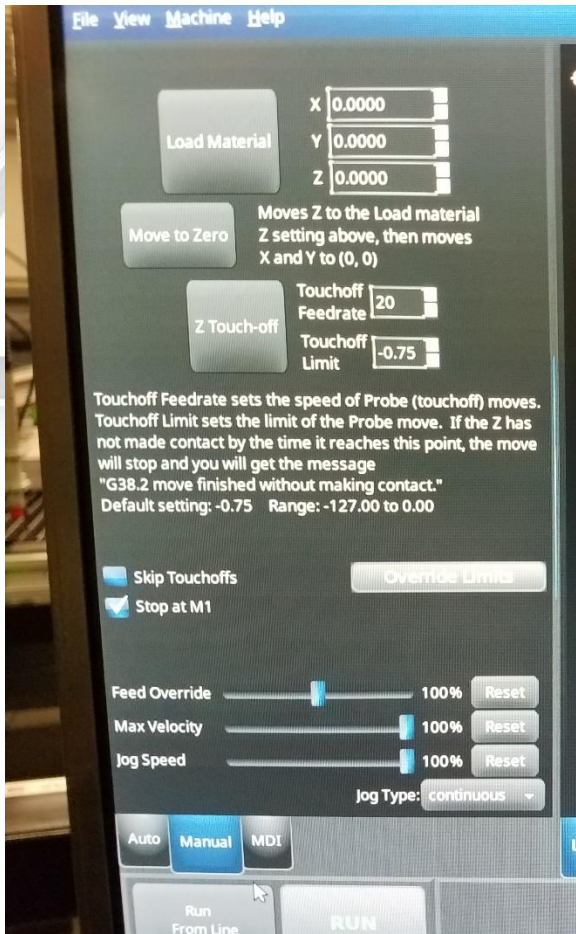 File View Machine Help
Load Material
X 0.0000
Y 0.0000
Z 0.0000
Move to Zero
Moves Z to the Load material
Z setting above, then moves
X and Y to (0, 0)
Z Touch-off
Touchoff
Feedrate 20
Touchoff
Limit -0.75
Touchoff Feedrate sets the speed of Probe (touchoff) moves.
Touchoff Limit sets the limit of the Probe move. If the Z has
not made contact by the time it reaches this point, the move
will stop and you will get the message
"G38.2 move finished without making contact."
Default setting: -0.75 Range: -127.00 to 0.00
Skip Touchoffs
Override Limits
Stop at M1
Feed Override 100% Reset
Max Velocity 100% Reset
Jog Speed 100% Reset
Jog Type: continuous
Auto Manual MDI
Run
From Line
RUN